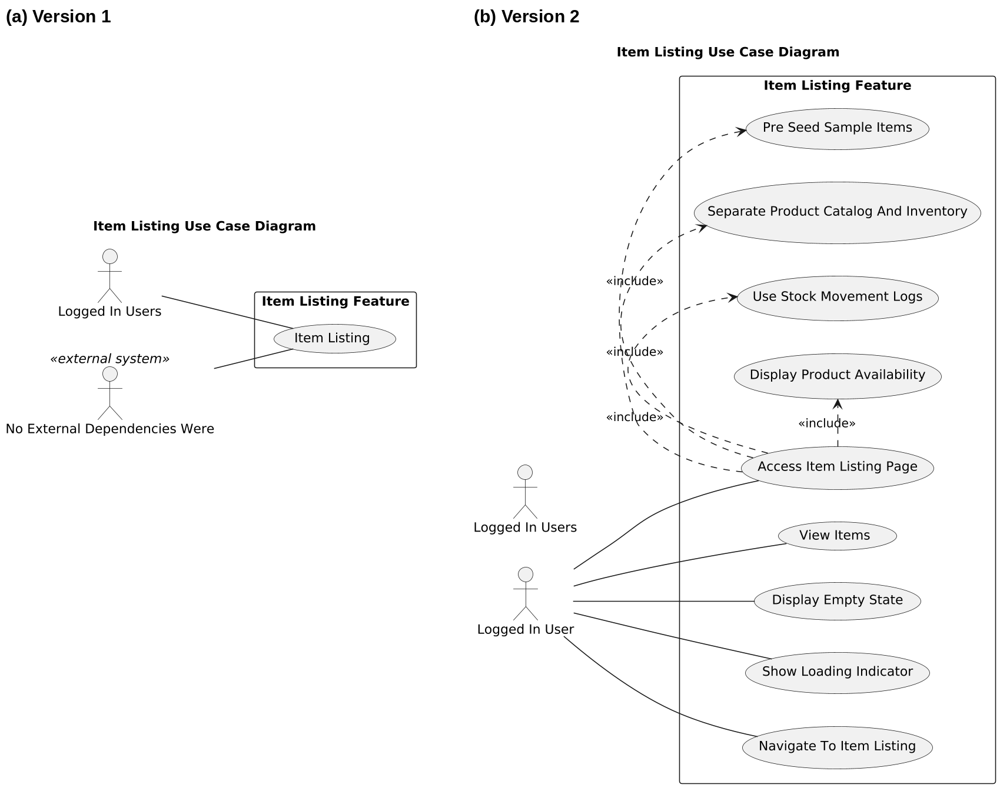 (a) Version 1
Item Listing Use Case Diagram
Logged In Users
Item Listing Feature
Item Listing
«external system»
No External Dependencies Were
(b) Version 2
Item Listing Use Case Diagram
Item Listing Feature
Pre Seed Sample Items
Separate Product Catalog And Inventory
«include»
Use Stock Movement Logs
«include»
Display Product Availability
«include»
«include»
Access Item Listing Page
Logged In Users
View Items
Logged In User
Display Empty State
Show Loading Indicator
Navigate To Item Listing